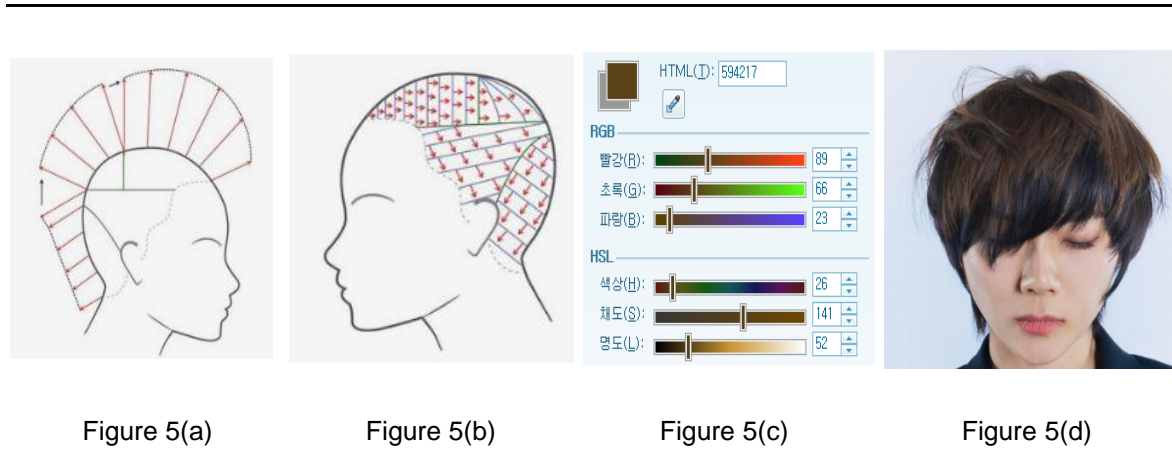 HTML(T): 594217
RGB
빨강(R): 89
초록(G): 66
파랑(B): 23
HSL
색상(H): 26
채도(S): 141
명도(L): 52
Figure 5(a) Figure 5(b) Figure 5(c) Figure 5(d)